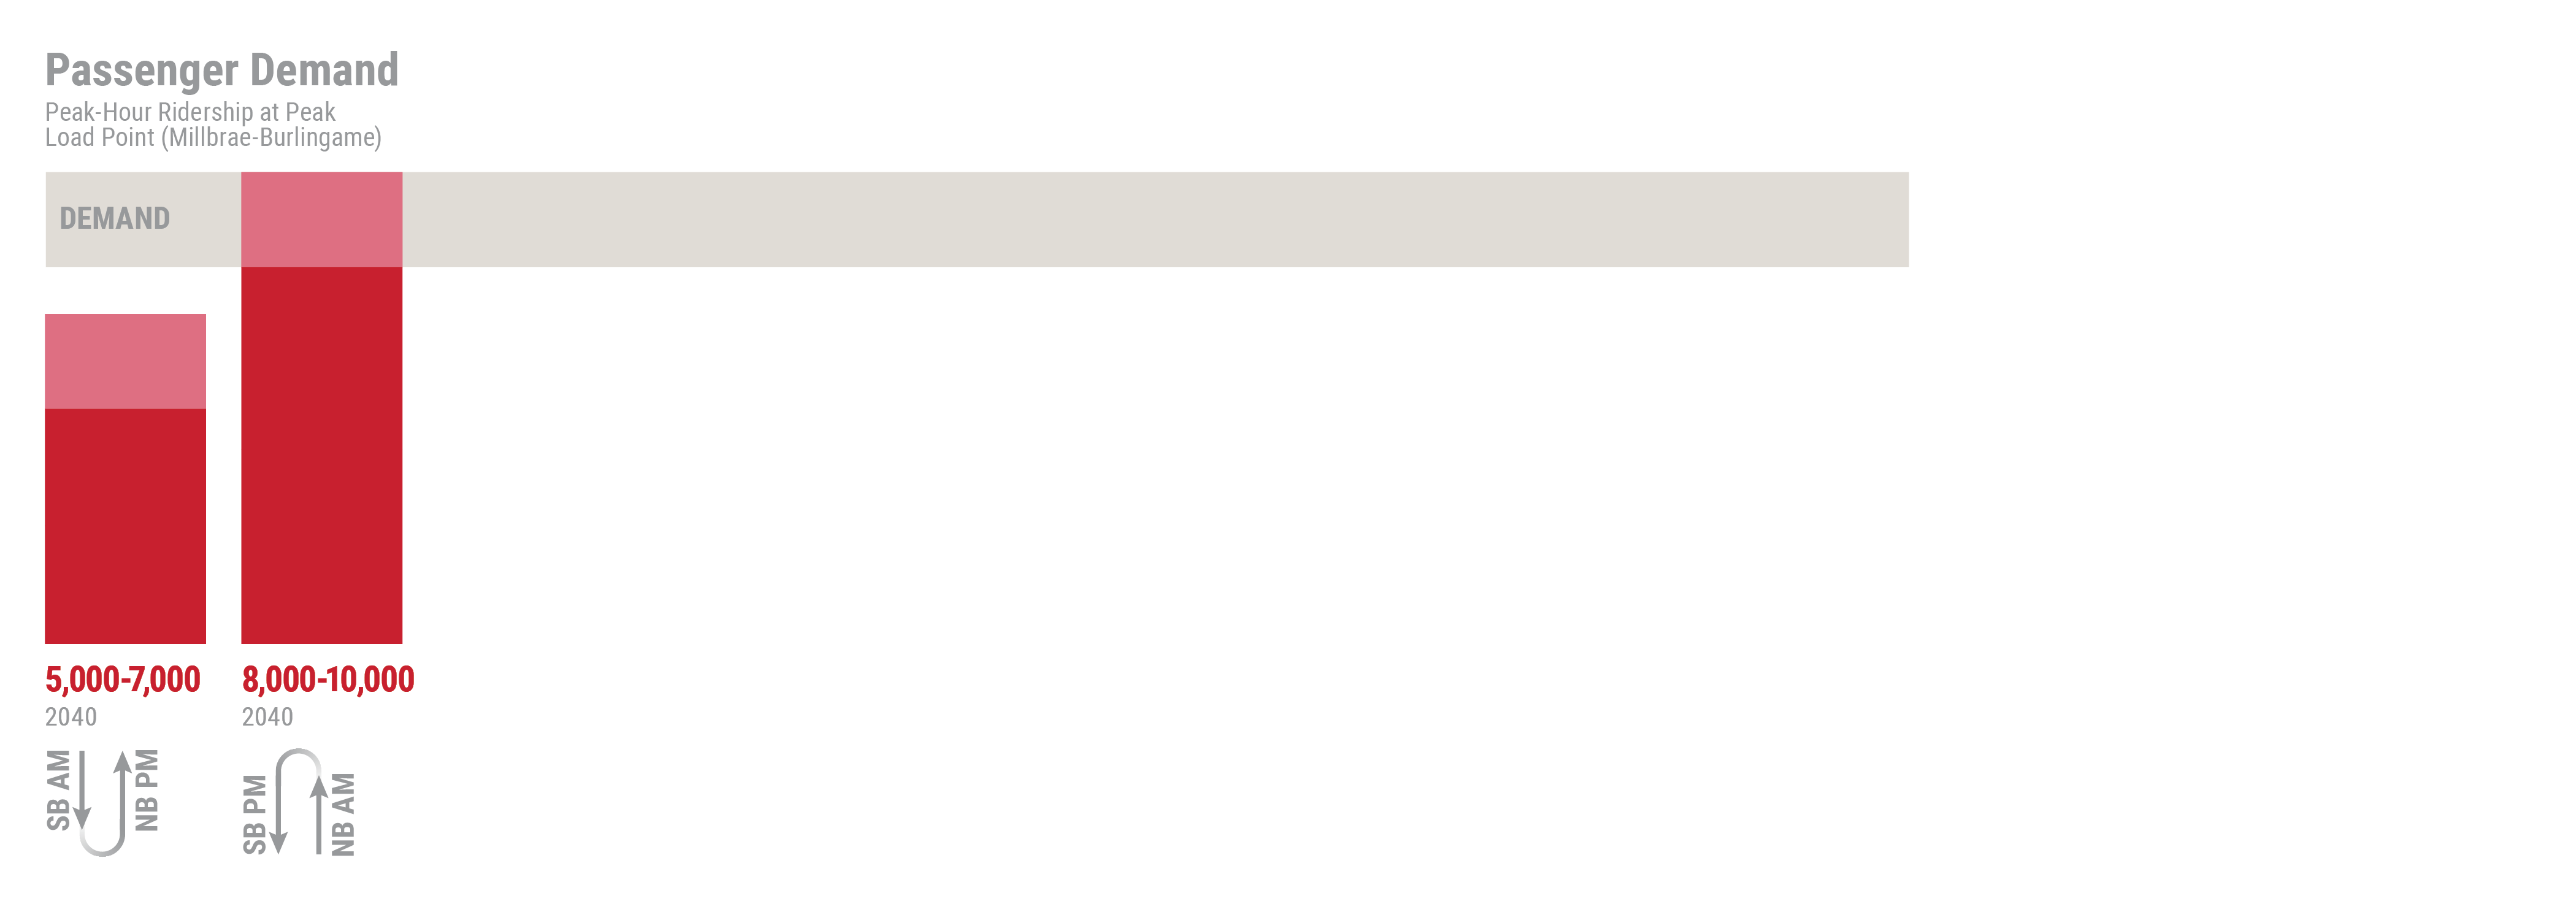 Passenger Demand
Peak-Hour Ridership at Peak
Load Point (Millbrae-Burlingame)
DEMAND
5,000-7,000
2040
SB AM
NB PM
8,000-10,000
2040
SB PM
NB AM